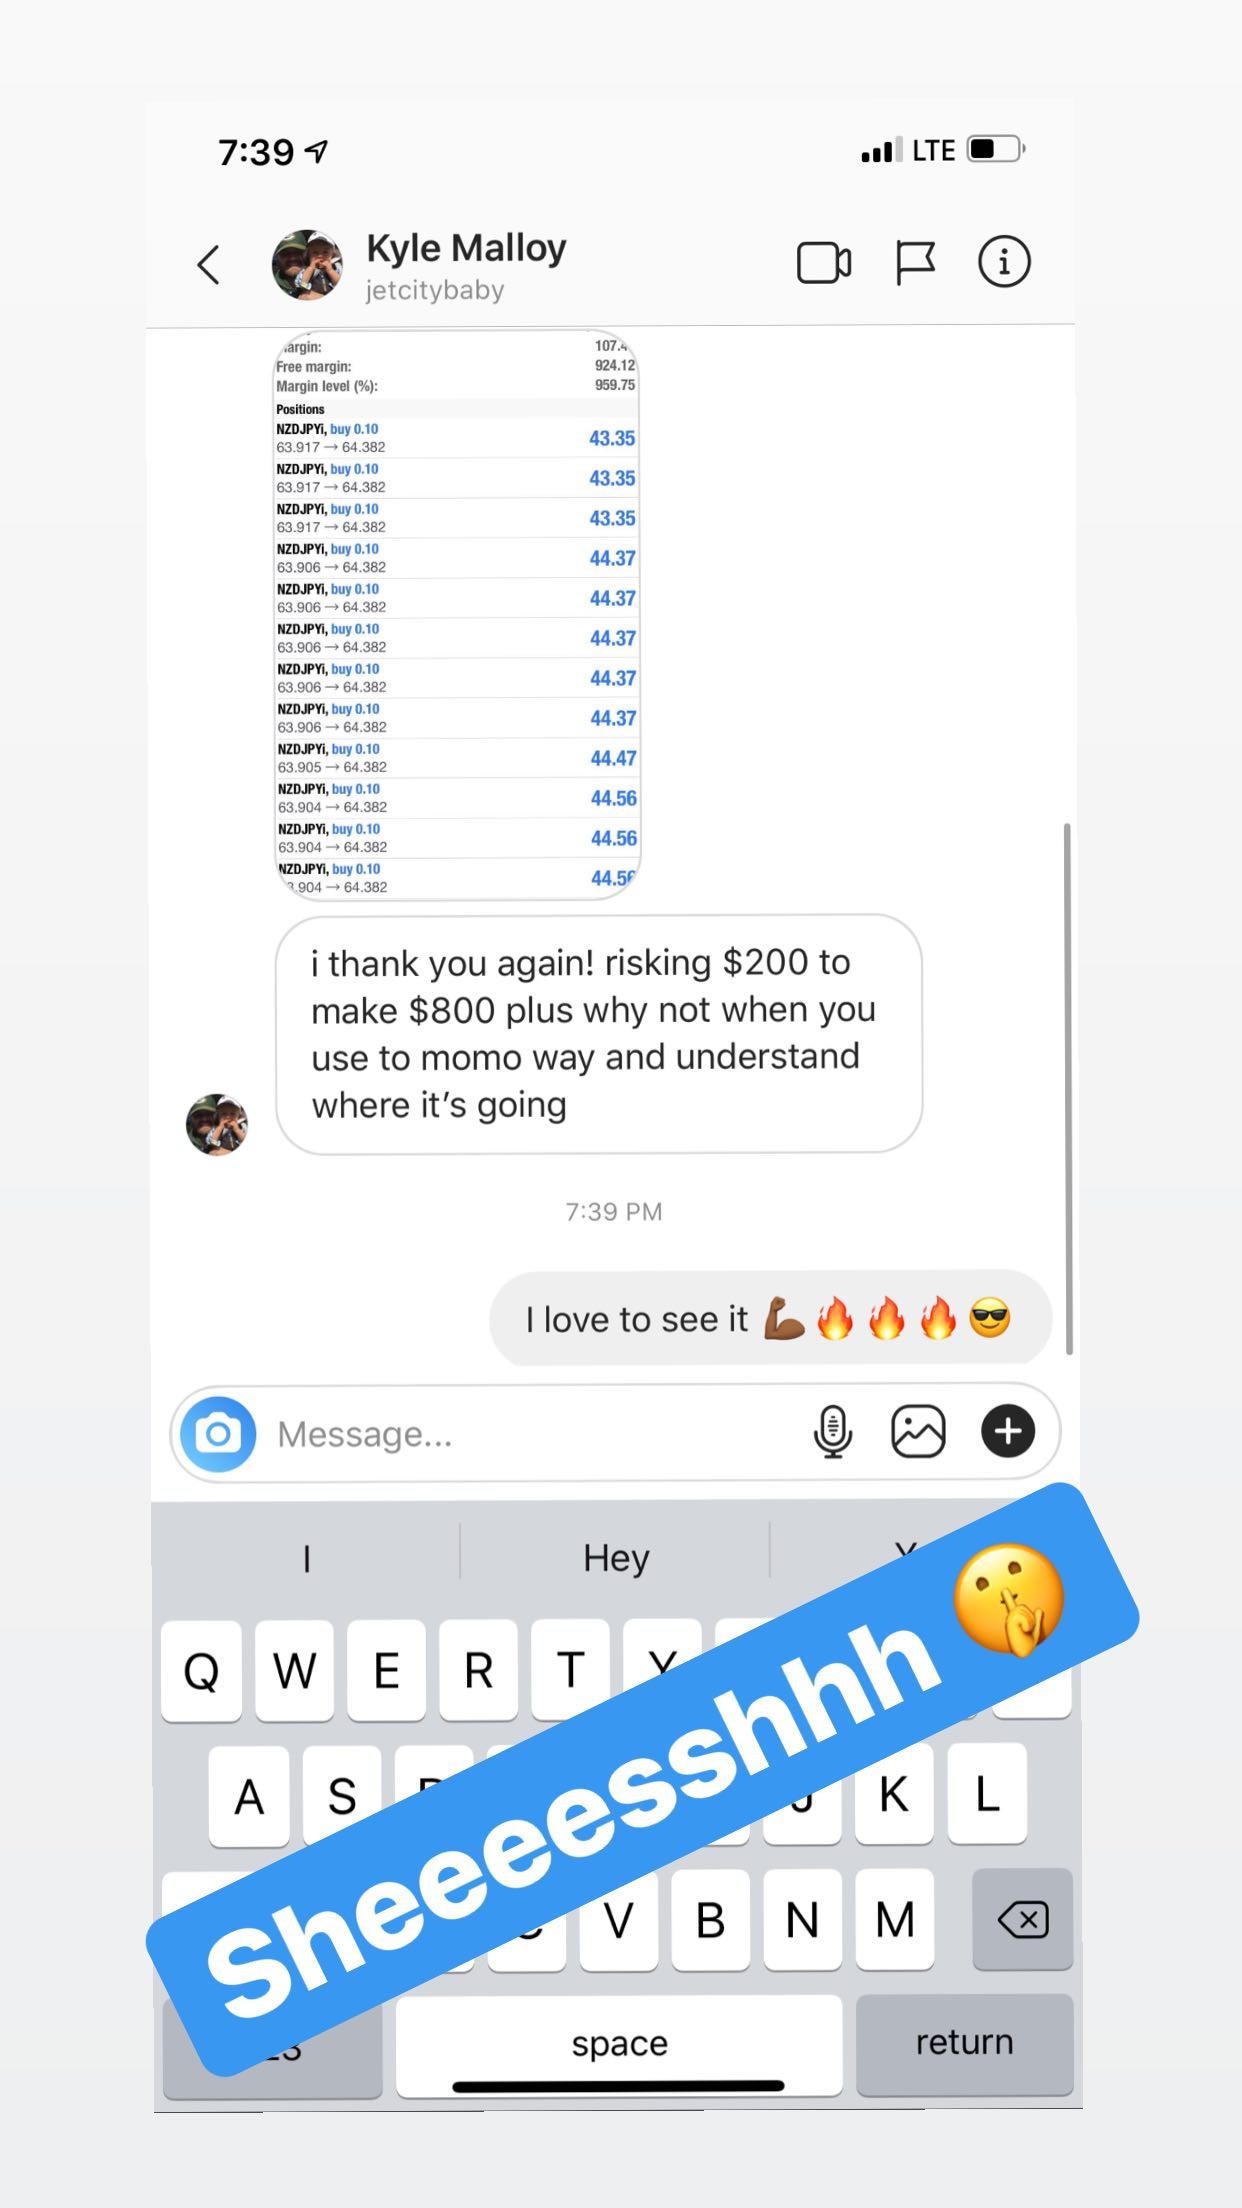 7:39
LTE
Kyle Malloy
jetcitybaby
argin: 107.4
Free margin: 924.12
Margin level (%): 959.75
Positions
NZDJPYi, buy 0.10
63.917 → 64.382 43.35
NZDJPYi, buy 0.10
63.917 → 64.382 43.35
NZDJPYi, buy 0.10
63.917 → 64.382 43.35
NZDJPYi, buy 0.10
63.906 → 64.382 44.37
NZDJPYi, buy 0.10
63.906 → 64.382 44.37
NZDJPYi, buy 0.10
63.906 → 64.382 44.37
NZDJPYi, buy 0.10
63.906 → 64.382 44.37
NZDJPYi, buy 0.10
63.906 → 64.382 44.37
NZDJPYi, buy 0.10
63.905 → 64.382 44.47
NZDJPYi, buy 0.10
63.904 → 64.382 44.56
NZDJPYi, buy 0.10
63.904 → 64.382 44.56
NZDJPYi, buy 0.10
3.904 → 64.382 44.56
i thank you again! risking $200 to
make $800 plus why not when you
use to momo way and understand
where it's going
7:39 PM
I love to see it 💪🏾🔥🔥🔥😎
Message...
I Hey
Q W E R T Y
A S D J K L
C V B N M
space return
Sheeeesshhh 🤫